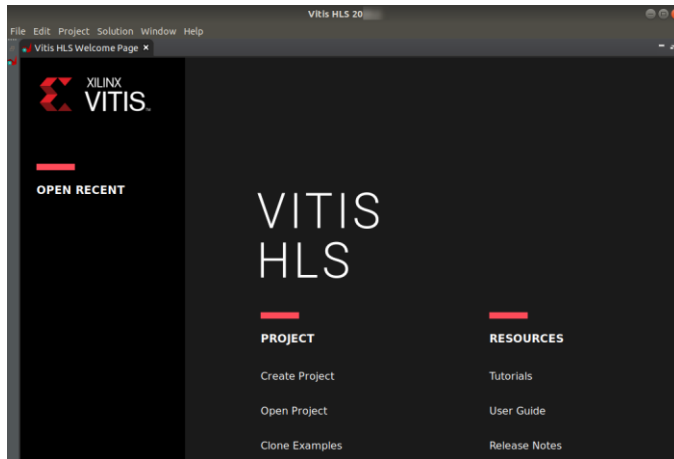 Vitis HLS 20
File Edit Project Solution Window Help
Vitis HLS Welcome Page
XILINX
VITIS™
OPEN RECENT
VITIS
HLS
PROJECT
RESOURCES
Create Project
Tutorials
Open Project
User Guide
Clone Examples
Release Notes